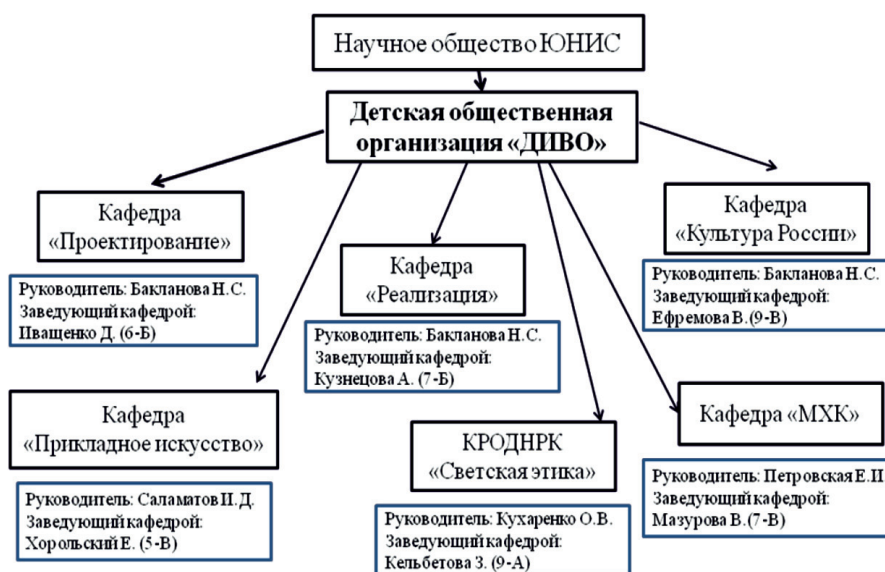 Научное общество ЮНИС
Детская общественная
организация «ДИВО»
Кафедра
«Проектирование»
Руководитель: Бакланова Н.С.
Заведующий кафедрой:
Иващенко Д. (6-Б)
Кафедра
«Реализация»
Руководитель: Бакланова Н.С.
Заведующий кафедрой:
Кузнецова А. (7-Б)
Кафедра
«Культура России»
Руководитель: Бакланова Н.С.
Заведующий кафедрой:
Ефремова В.(9-В)
Кафедра
«Прикладное искусство»
Руководитель: Саламатов И.Д.
Заведующий кафедрой:
Хорольский Е. (5-В)
КРОДНРК
«Светская этика»
Руководитель: Кухаренко О.В.
Заведующий кафедрой:
Кельбетова З. (9-А)
Кафедра «МХК»
Руководитель: Петровская Е.И
Заведующий кафедрой:
Мазурова В.(7-В)